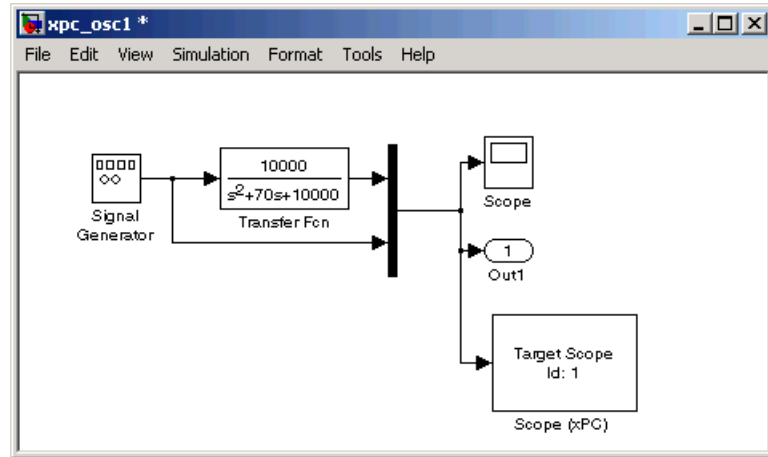 xpc_osc1 *
File Edit View Simulation Format Tools Help
Signal
Generator
10000
s²+70s+10000
Transfer Fcn
Scope
1
Out1
Target Scope
Id: 1
Scope (xPC)